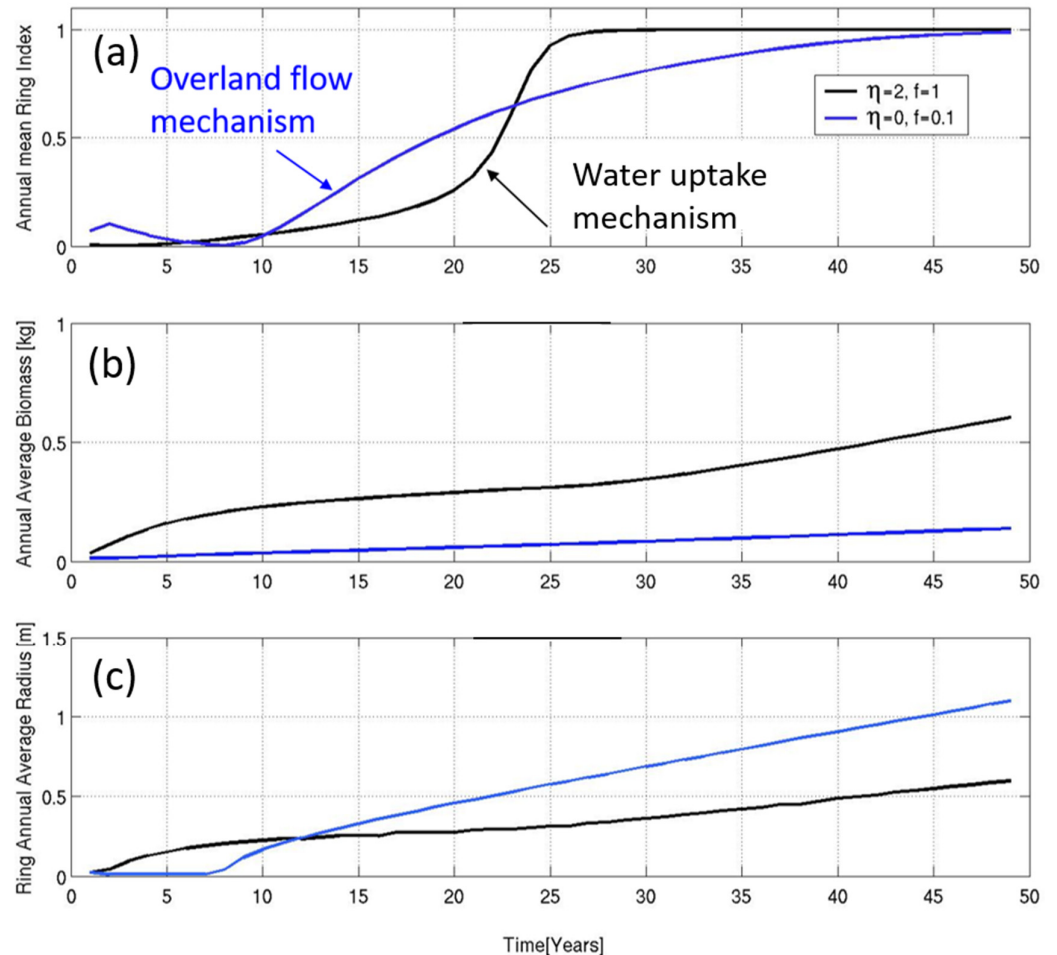 Annual mean Ring Index
1
0.5
0
(a)
Overland flow
mechanism
η=2, f=1
η=0, f=0.1
Water uptake
mechanism
0 5 10 15 20 25 30 35 40 45 50
Annual Average Biomass [kg]
1
0.5
0
(b)
0 5 10 15 20 25 30 35 40 45 50
Ring Annual Average Radius [m]
1.5
1
0.5
0
(c)
0 5 10 15 20 25 30 35 40 45 50
Time[Years]